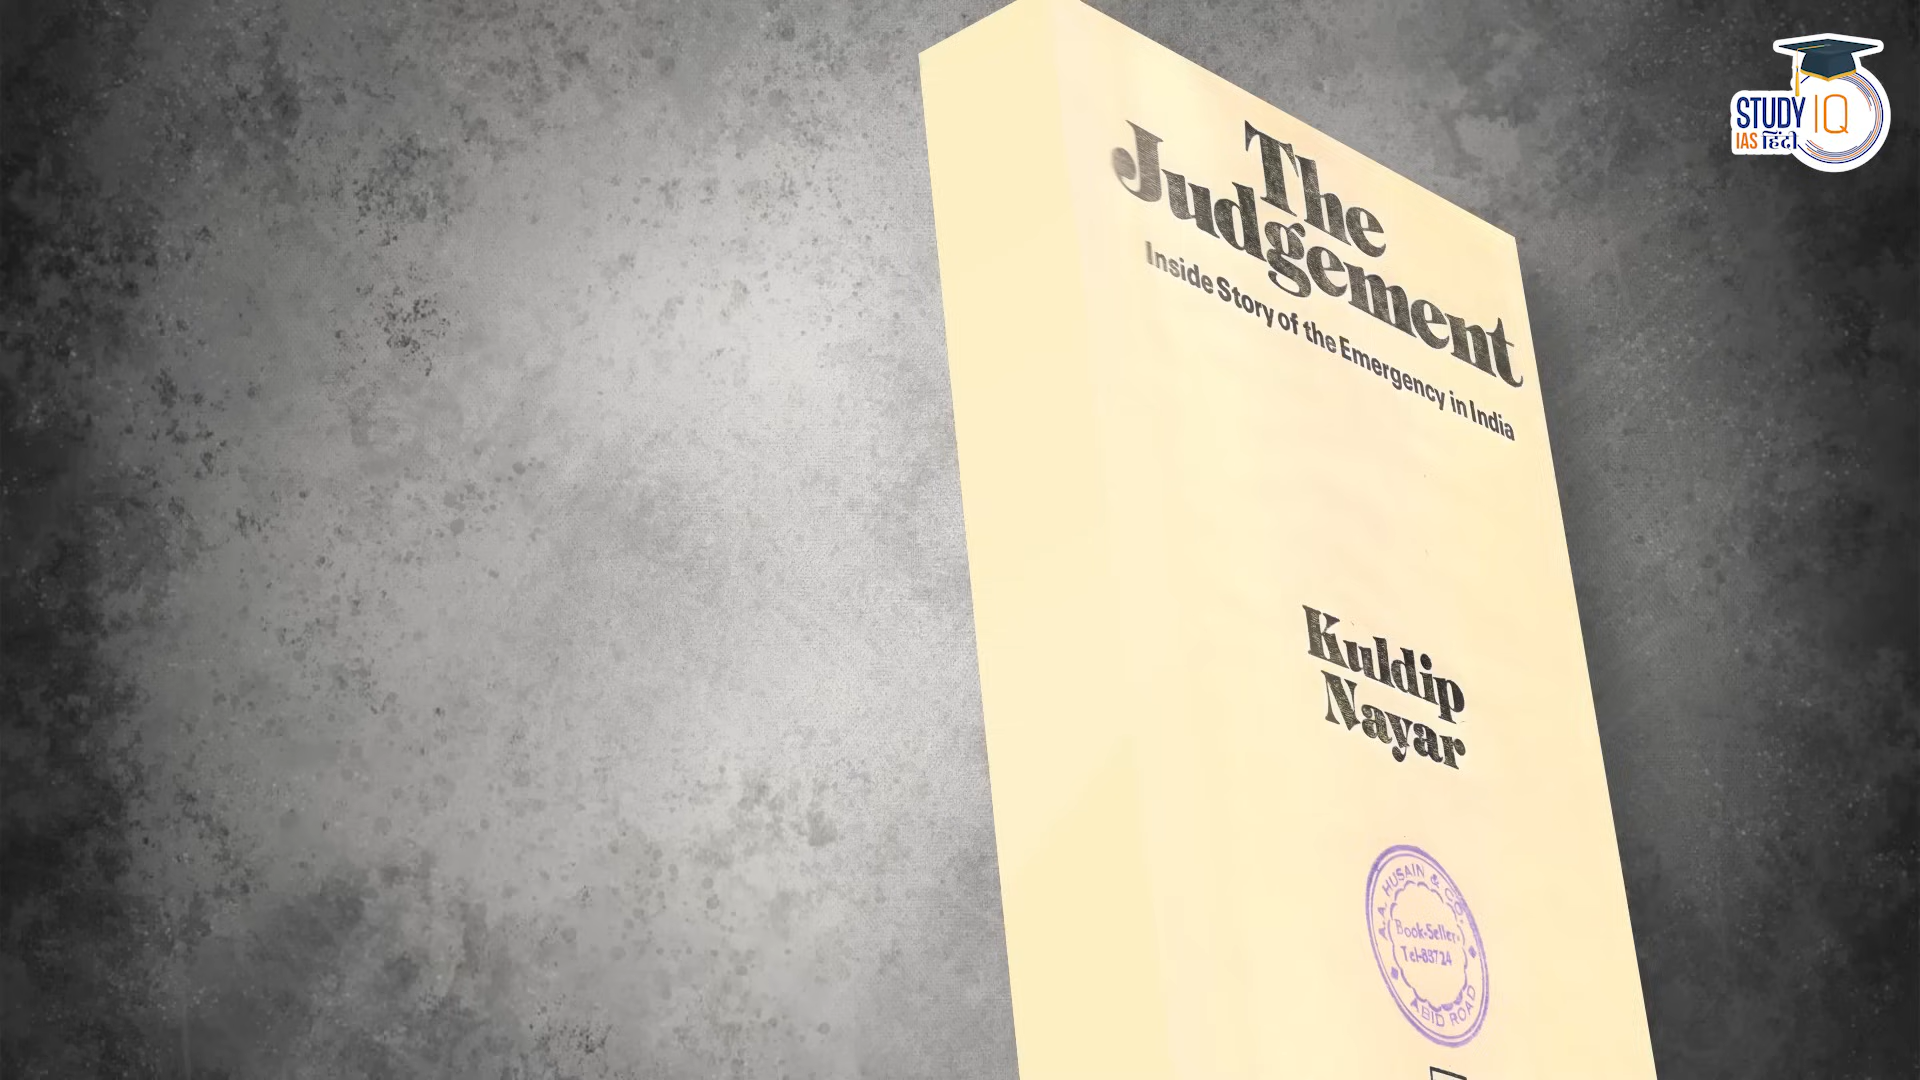 The
Judgement
Inside Story of the Emergency in India
Kuldip
Nayar
A.A. HUSAIN & CO.
Book-Seller
Tel-83724
ABID ROAD
STUDY IQ
IAS हिंदी